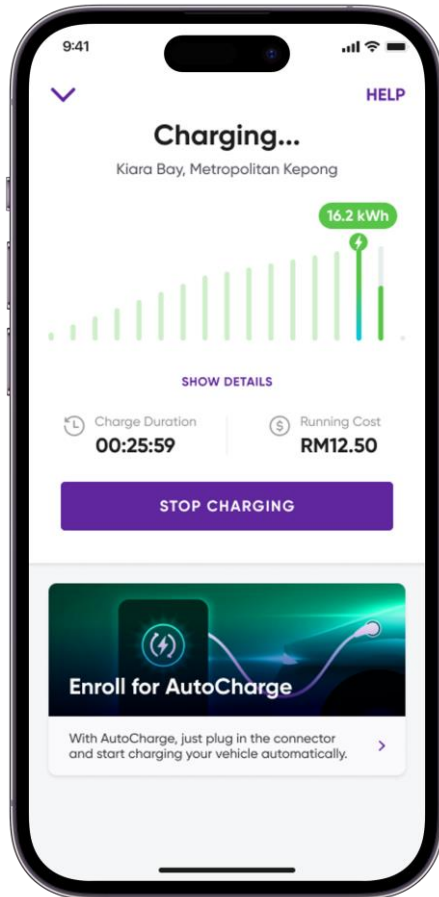 9:41
HELP
Charging...
Kiara Bay, Metropolitan Kepong
16.2 kWh
SHOW DETAILS
Charge Duration
00:25:59
Running Cost
RM12.50
STOP CHARGING
Enroll for AutoCharge
With AutoCharge, just plug in the connector
and start charging your vehicle automatically.